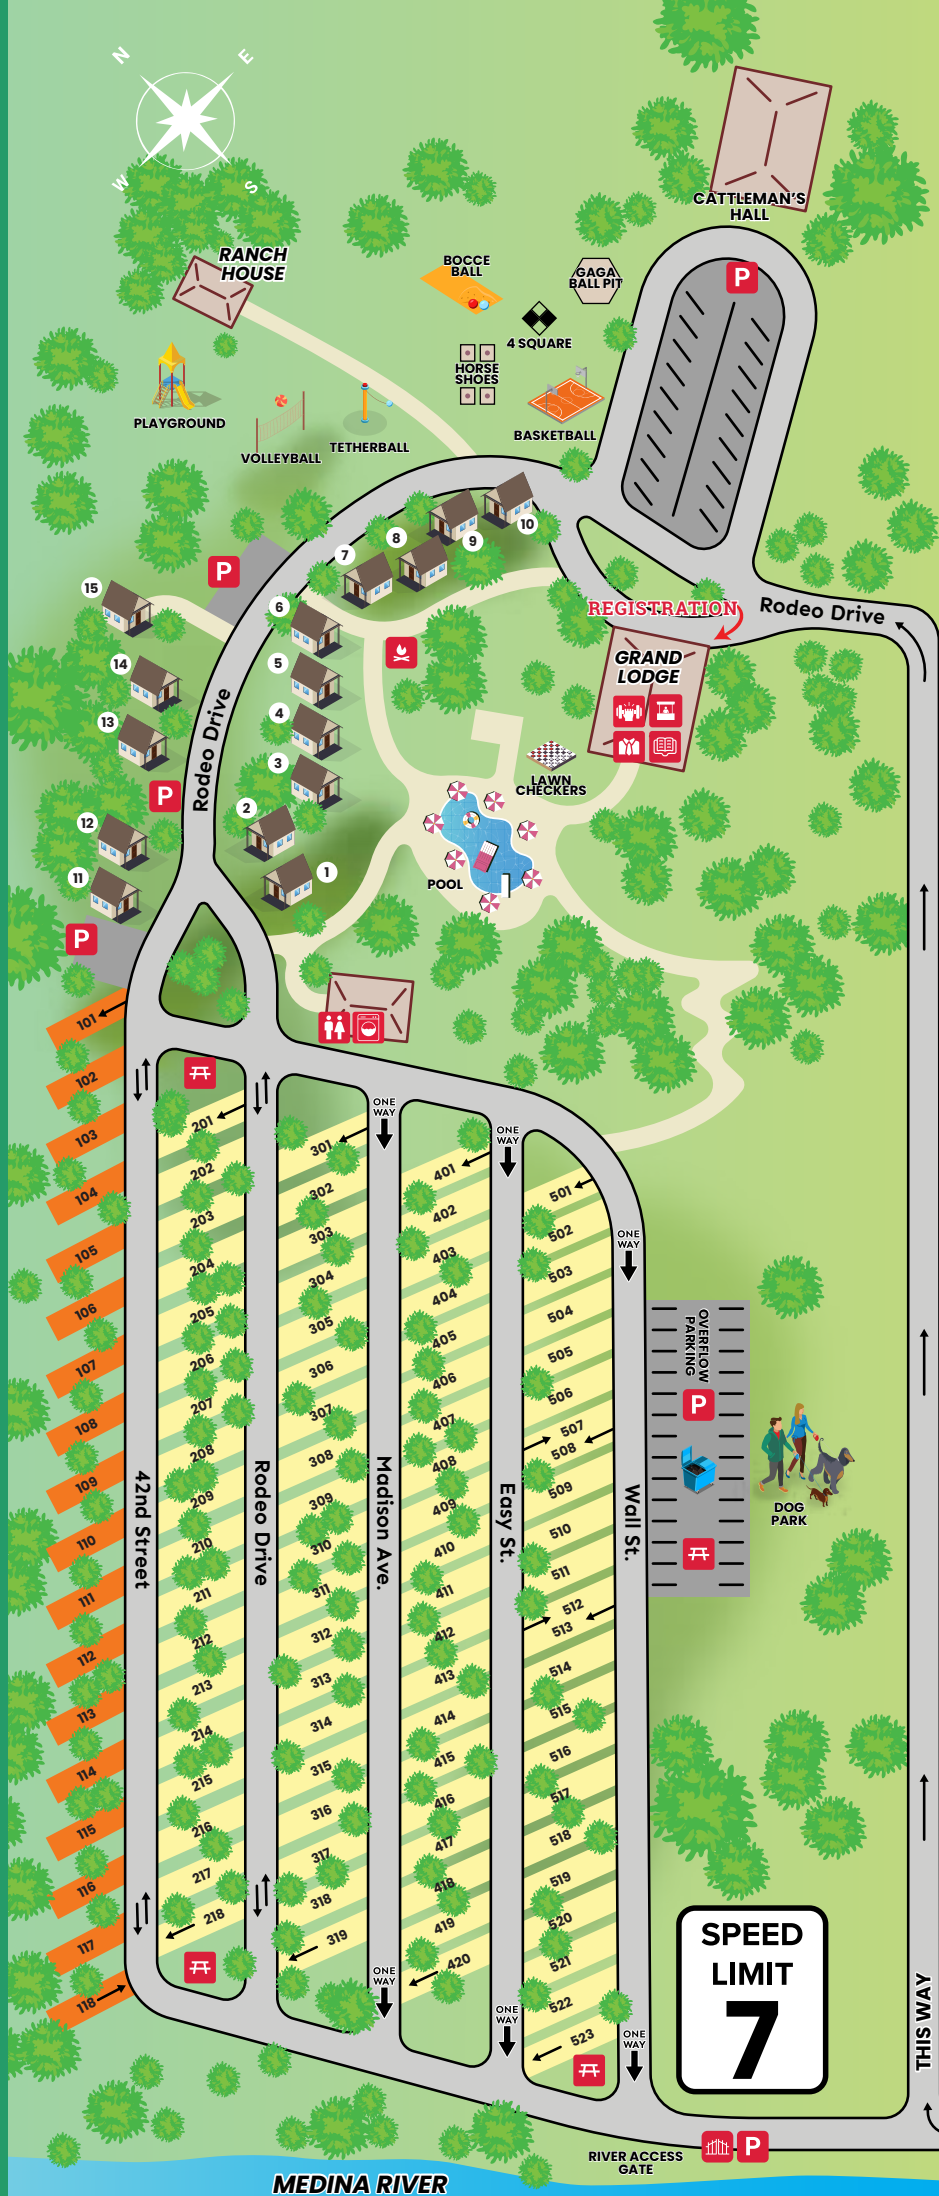 N
E
W
S
CATTLEMAN'S
HALL
RANCH
HOUSE
BOCCE
BALL
GAGA
BALL PIT
P
4 SQUARE
HORSE
SHOES
PLAYGROUND
VOLLEYBALL
TETHERBALL
BASKETBALL
10
9
8
7
P
15
6
REGISTRATION
Rodeo Drive
GRAND
LODGE
14
5
13
4
Rodeo Drive
3
LAWN
CHECKERS
P
2
12
1
11
POOL
P
101
102
103
104
105
106
107
108
109
110
111
112
113
114
115
116
117
118
42nd Street
201
202
203
204
205
206
207
208
209
210
211
212
213
214
215
216
217
218
Rodeo Drive
301
302
303
304
305
306
307
308
309
310
311
312
313
314
315
316
317
318
319
ONE
WAY
Madison Ave.
ONE
WAY
401
402
403
404
405
406
407
408
409
410
411
412
413
414
415
416
417
418
419
420
ONE
WAY
Easy St.
ONE
WAY
501
502
503
504
505
506
507
508
509
510
511
512
513
514
515
516
517
518
519
520
521
522
523
ONE
WAY
Wall St.
ONE
WAY
OVERFLOW
PARKING
P
DOG
PARK
SPEED
LIMIT
7
THIS WAY
RIVER ACCESS
GATE
P
MEDINA RIVER